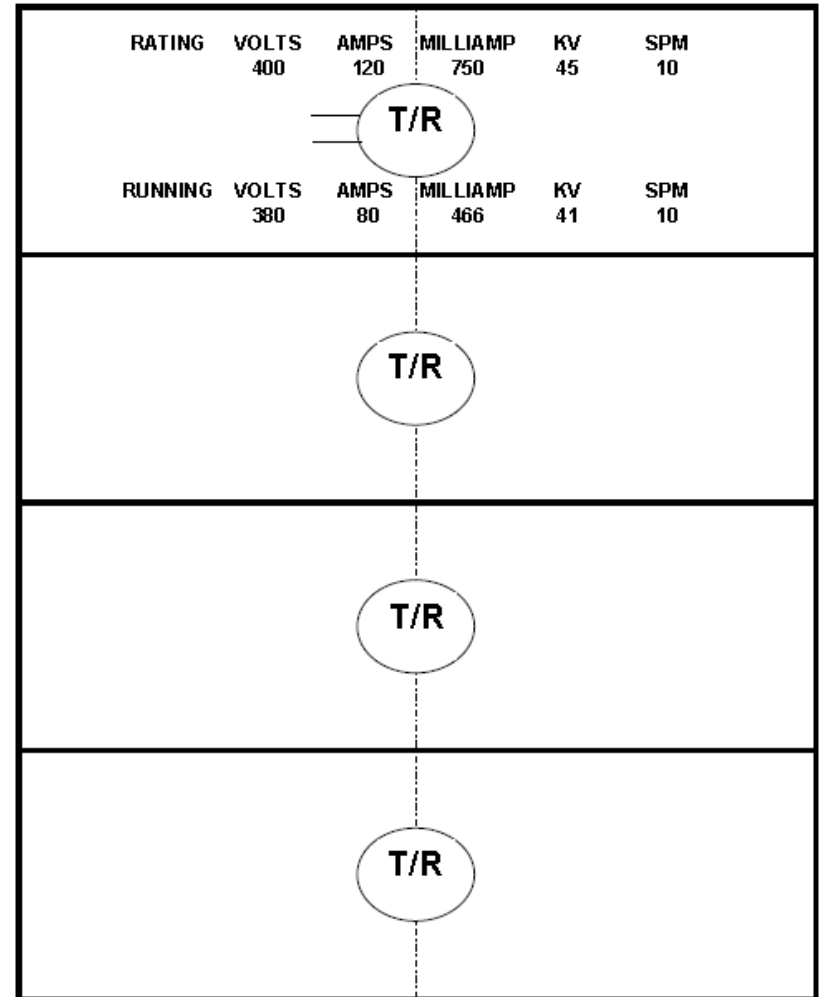 RATING VOLTS AMPS MILLIAMP KV SPM
400 120 750 45 10
T/R
RUNNING VOLTS AMPS MILLIAMP KV SPM
380 80 466 41 10
T/R
T/R
T/R